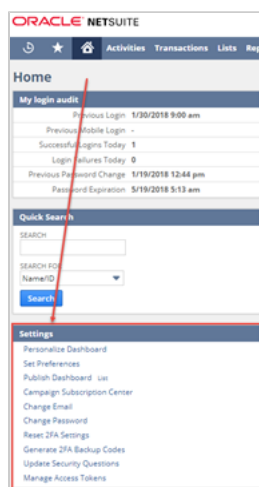 ORACLE NETSUITE
Activities Transactions Lists Rep
Home
My login audit
Previous Login 1/30/2018 9:00 am
Previous Mobile Login -
Successful Logins Today 1
Login Failures Today 0
Previous Password Change 1/19/2018 12:44 pm
Password Expiration 5/19/2018 5:13 am
Quick Search
SEARCH
SEARCH FOR
Name/ID
Search
Settings
Personalize Dashboard
Set Preferences
Publish Dashboard List
Campaign Subscription Center
Change Email
Change Password
Reset 2FA Settings
Generate 2FA Backup Codes
Update Security Questions
Manage Access Tokens